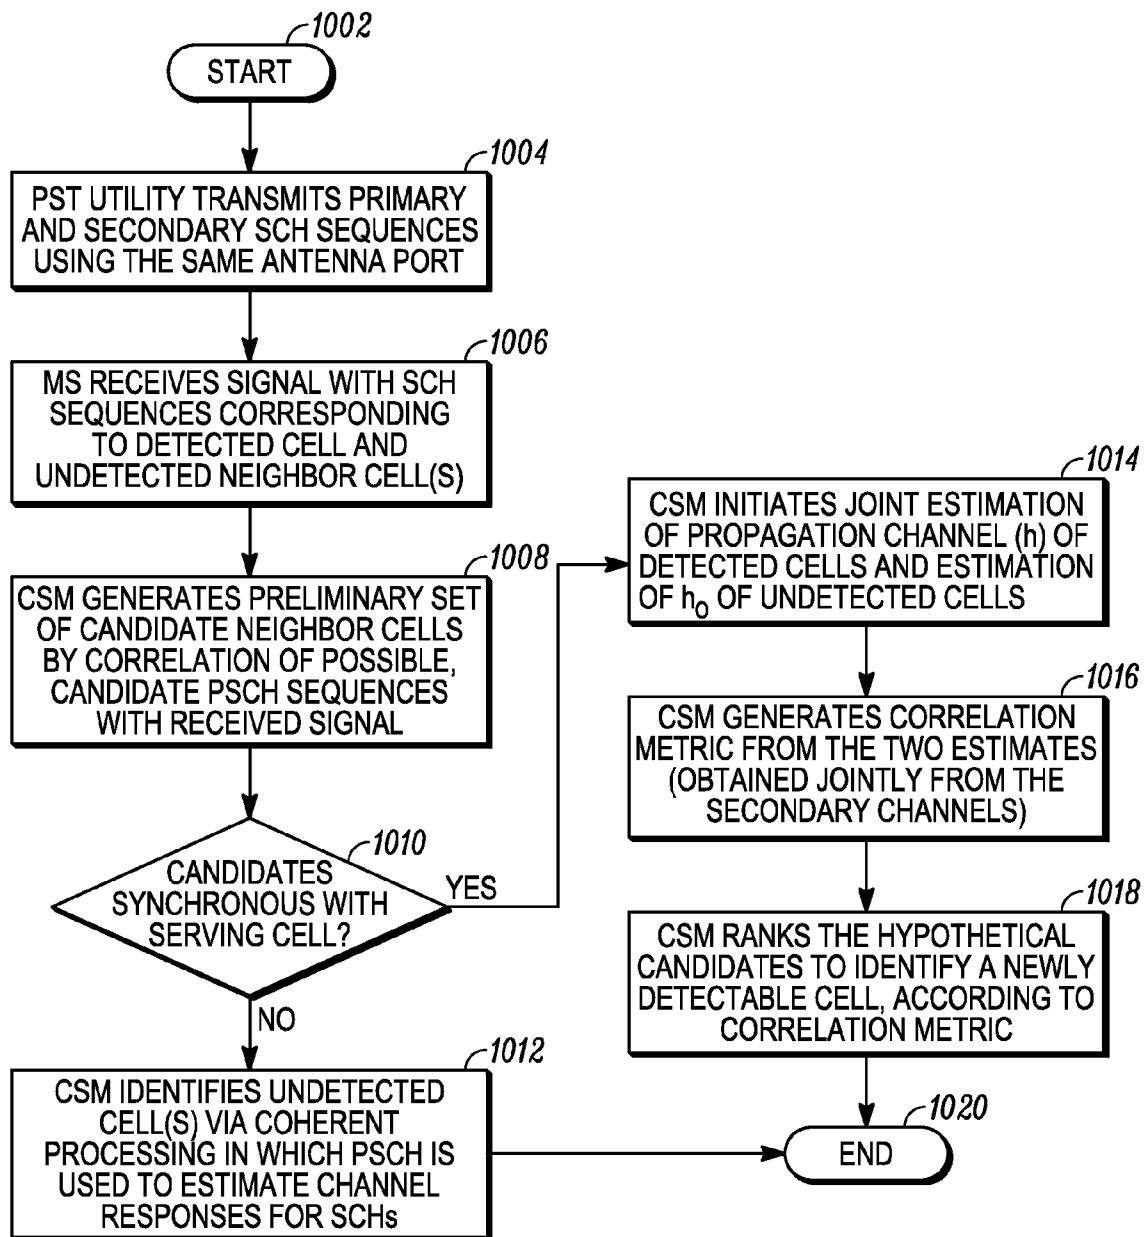 1002
START
1004
PST UTILITY TRANSMITS PRIMARY
AND SECONDARY SCH SEQUENCES
USING THE SAME ANTENNA PORT
1006
MS RECEIVES SIGNAL WITH SCH
SEQUENCES CORRESPONDING
TO DETECTED CELL AND
UNDETECTED NEIGHBOR CELL(S)
1008
CSM GENERATES PRELIMINARY SET
OF CANDIDATE NEIGHBOR CELLS
BY CORRELATION OF POSSIBLE,
CANDIDATE PSCH SEQUENCES
WITH RECEIVED SIGNAL
1010
CANDIDATES
SYNCHRONOUS WITH
SERVING CELL?
YES
NO
1012
CSM IDENTIFIES UNDETECTED
CELL(S) VIA COHERENT
PROCESSING IN WHICH PSCH IS
USED TO ESTIMATE CHANNEL
RESPONSES FOR SCHs
1014
CSM INITIATES JOINT ESTIMATION
OF PROPAGATION CHANNEL (h) OF
DETECTED CELLS AND ESTIMATION
OF h0 OF UNDETECTED CELLS
1016
CSM GENERATES CORRELATION
METRIC FROM THE TWO ESTIMATES
(OBTAINED JOINTLY FROM THE
SECONDARY CHANNELS)
1018
CSM RANKS THE HYPOTHETICAL
CANDIDATES TO IDENTIFY A NEWLY
DETECTABLE CELL, ACCORDING TO
CORRELATION METRIC
1020
END